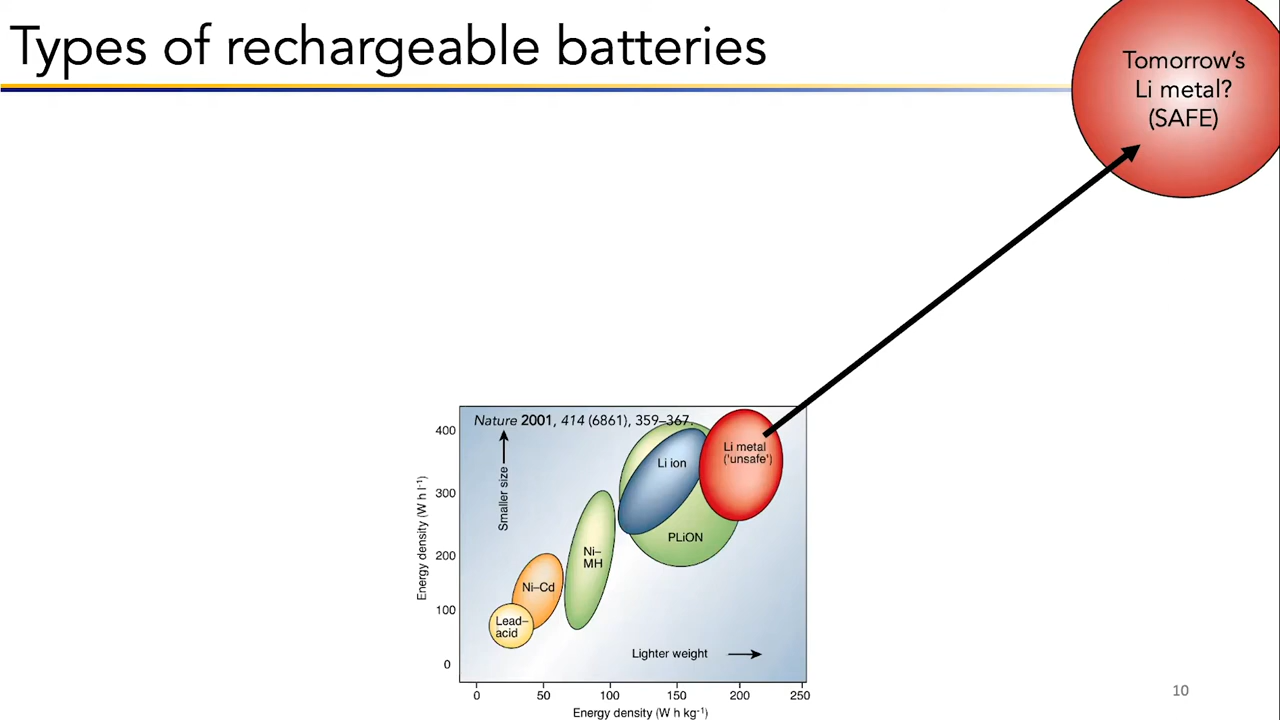 Types of rechargeable batteries
Tomorrow's
Li metal?
(SAFE)
Nature 2001, 414 (6861), 359–367.
400
300
200
100
0
Energy density (W h l⁻¹)
Smaller size
Li metal
('unsafe')
Li ion
PLiON
Ni–
MH
Ni–Cd
Lead–
acid
Lighter weight
0 50 100 150 200 250
Energy density (W h kg⁻¹)
10